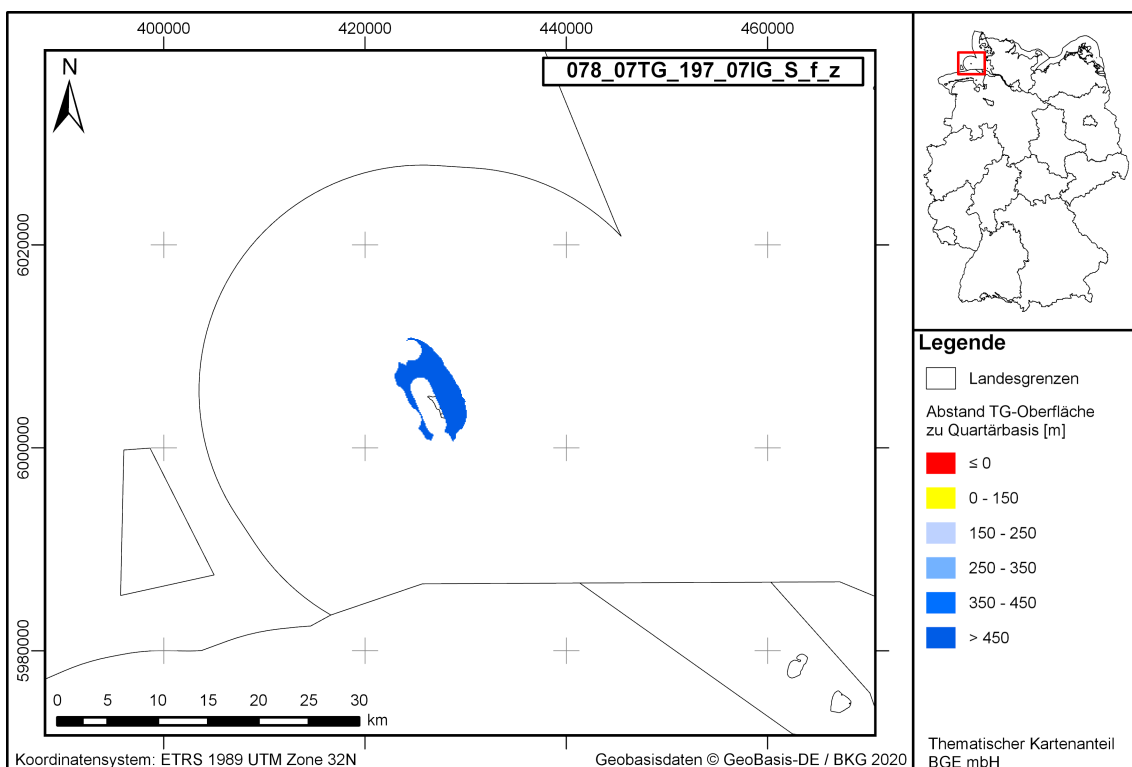 400000
420000
440000
460000
078_07TG_197_07IG_S_f_z
N
6020000
6000000
5980000
0 5 10 15 20 25 30
km
Koordinatensystem: ETRS 1989 UTM Zone 32N
Geobasisdaten © GeoBasis-DE / BKG 2020
Legende
Landesgrenzen
Abstand TG-Oberfläche
zu Quartärbasis [m]
≤ 0
0 - 150
150 - 250
250 - 350
350 - 450
> 450
Thematischer Kartenanteil
BGE mbH